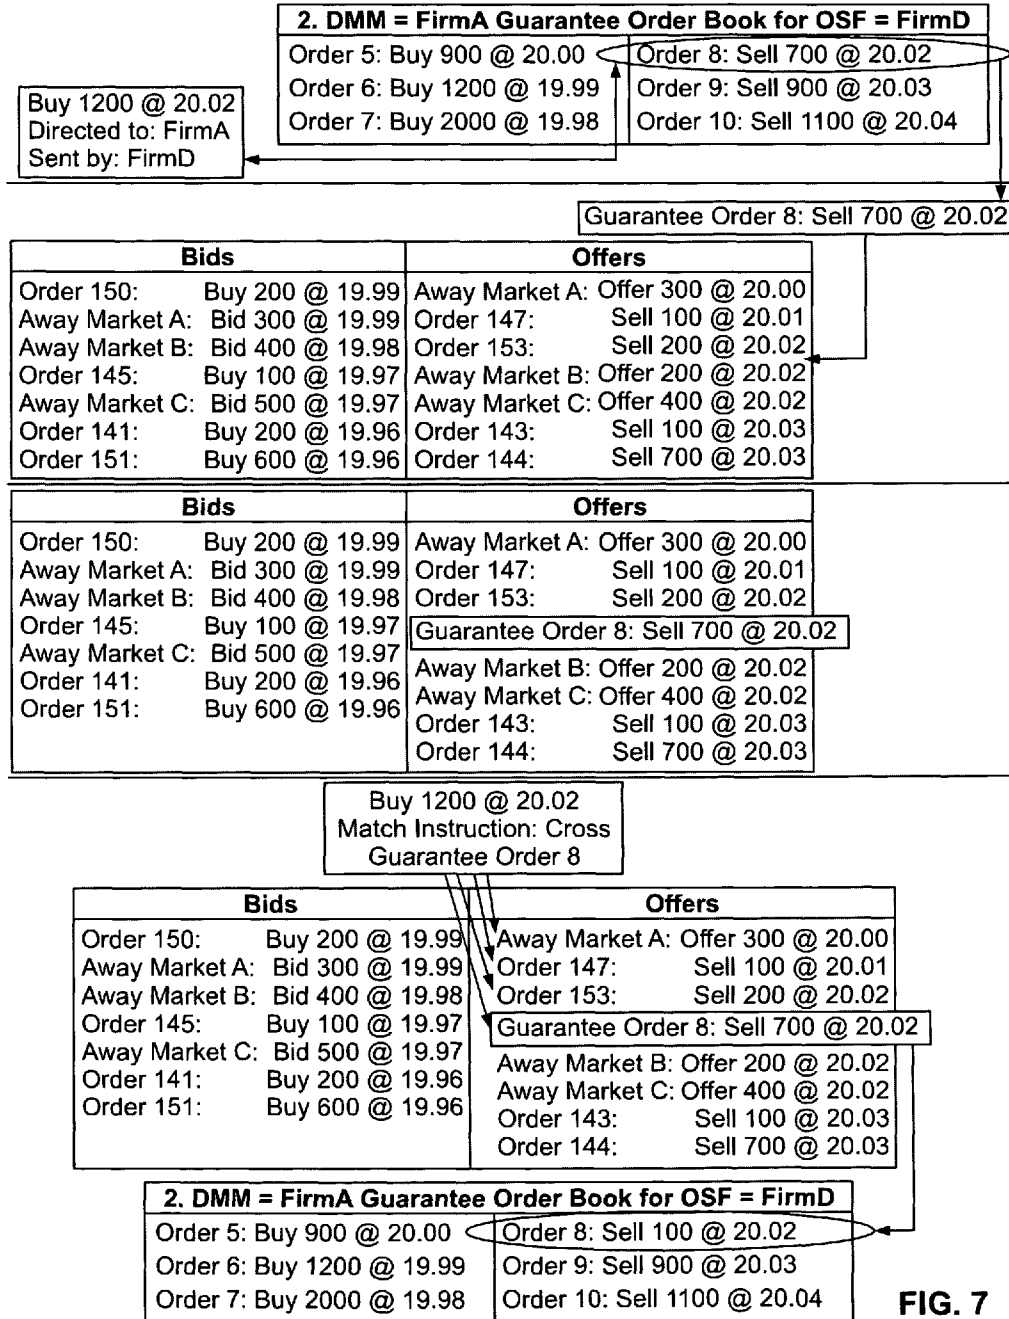 2. DMM = FirmA Guarantee Order Book for OSF = FirmD
Order 5: Buy 900 @ 20.00 Order 8: Sell 700 @ 20.02
Order 6: Buy 1200 @ 19.99 Order 9: Sell 900 @ 20.03
Order 7: Buy 2000 @ 19.98 Order 10: Sell 1100 @ 20.04
Buy 1200 @ 20.02
Directed to: FirmA
Sent by: FirmD
Guarantee Order 8: Sell 700 @ 20.02
Bids Offers
Order 150: Buy 200 @ 19.99 Away Market A: Offer 300 @ 20.00
Away Market A: Bid 300 @ 19.99 Order 147: Sell 100 @ 20.01
Away Market B: Bid 400 @ 19.98 Order 153: Sell 200 @ 20.02
Order 145: Buy 100 @ 19.97 Away Market B: Offer 200 @ 20.02
Away Market C: Bid 500 @ 19.97 Away Market C: Offer 400 @ 20.02
Order 141: Buy 200 @ 19.96 Order 143: Sell 100 @ 20.03
Order 151: Buy 600 @ 19.96 Order 144: Sell 700 @ 20.03
Bids Offers
Order 150: Buy 200 @ 19.99 Away Market A: Offer 300 @ 20.00
Away Market A: Bid 300 @ 19.99 Order 147: Sell 100 @ 20.01
Away Market B: Bid 400 @ 19.98 Order 153: Sell 200 @ 20.02
Order 145: Buy 100 @ 19.97 Guarantee Order 8: Sell 700 @ 20.02
Away Market C: Bid 500 @ 19.97 Away Market B: Offer 200 @ 20.02
Order 141: Buy 200 @ 19.96 Away Market C: Offer 400 @ 20.02
Order 151: Buy 600 @ 19.96 Order 143: Sell 100 @ 20.03
Order 144: Sell 700 @ 20.03
Buy 1200 @ 20.02
Match Instruction: Cross
Guarantee Order 8
Bids Offers
Order 150: Buy 200 @ 19.99 Away Market A: Offer 300 @ 20.00
Away Market A: Bid 300 @ 19.99 Order 147: Sell 100 @ 20.01
Away Market B: Bid 400 @ 19.98 Order 153: Sell 200 @ 20.02
Order 145: Buy 100 @ 19.97 Guarantee Order 8: Sell 700 @ 20.02
Away Market C: Bid 500 @ 19.97 Away Market B: Offer 200 @ 20.02
Order 141: Buy 200 @ 19.96 Away Market C: Offer 400 @ 20.02
Order 151: Buy 600 @ 19.96 Order 143: Sell 100 @ 20.03
Order 144: Sell 700 @ 20.03
2. DMM = FirmA Guarantee Order Book for OSF = FirmD
Order 5: Buy 900 @ 20.00 Order 8: Sell 100 @ 20.02
Order 6: Buy 1200 @ 19.99 Order 9: Sell 900 @ 20.03
Order 7: Buy 2000 @ 19.98 Order 10: Sell 1100 @ 20.04
FIG. 7